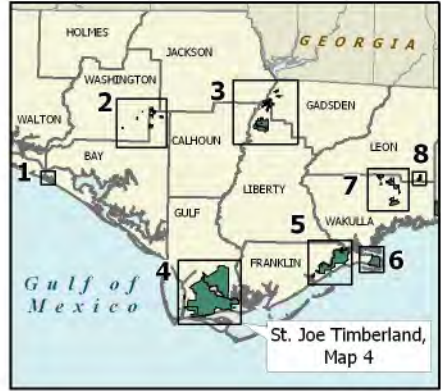 HOLMES
JACKSON
GEORGIA
WASHINGTON
2
3
WALTON
GADSDEN
BAY
CALHOUN
LEON
8
1
LIBERTY
7
GULF
WAKULLA
5
4
FRANKLIN
6
Gulf of
Mexico
St. Joe Timberland,
Map 4